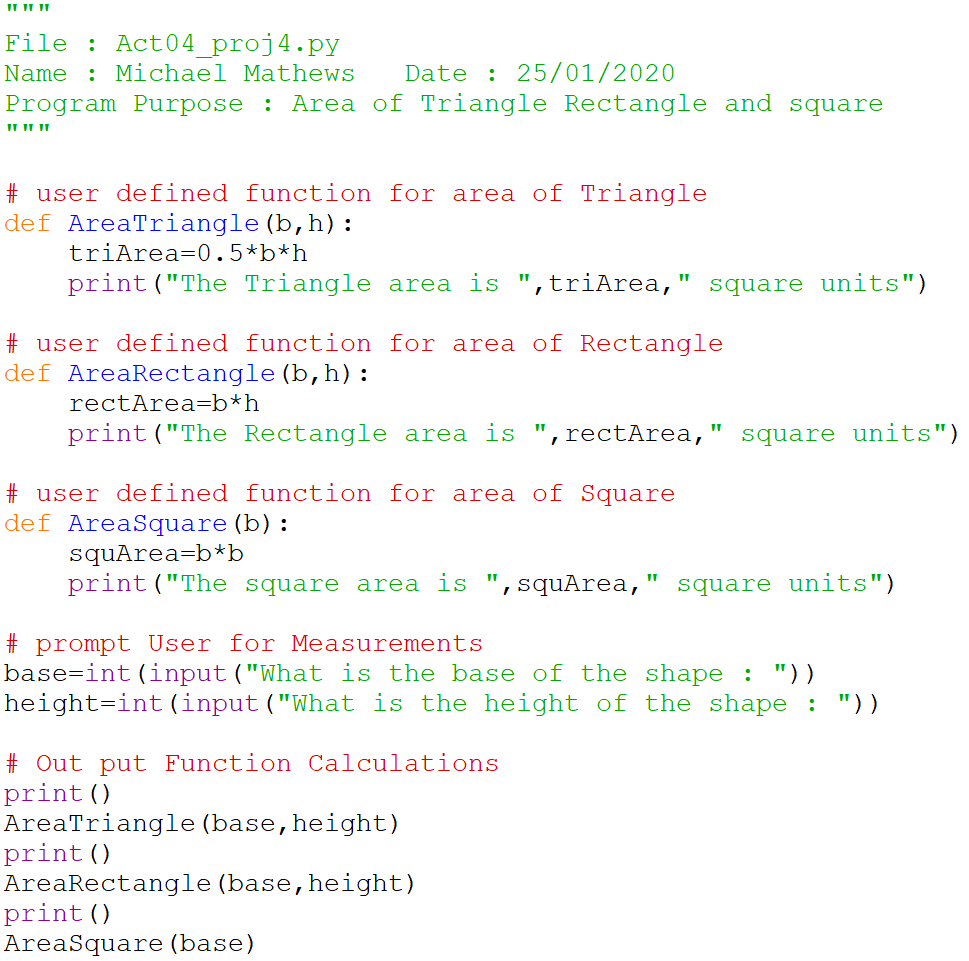 """
File : Act04_proj4.py
Name : Michael Mathews   Date : 25/01/2020
Program Purpose : Area of Triangle Rectangle and square
"""

# user defined function for area of Triangle
def AreaTriangle(b,h):
    triArea=0.5*b*h
    print("The Triangle area is ",triArea," square units")

# user defined function for area of Rectangle
def AreaRectangle(b,h):
    rectArea=b*h
    print("The Rectangle area is ",rectArea," square units")

# user defined function for area of Square
def AreaSquare(b):
    squArea=b*b
    print("The square area is ",squArea," square units")

# prompt User for Measurements
base=int(input("What is the base of the shape : "))
height=int(input("What is the height of the shape : "))

# Out put Function Calculations
print()
AreaTriangle(base,height)
print()
AreaRectangle(base,height)
print()
AreaSquare(base)